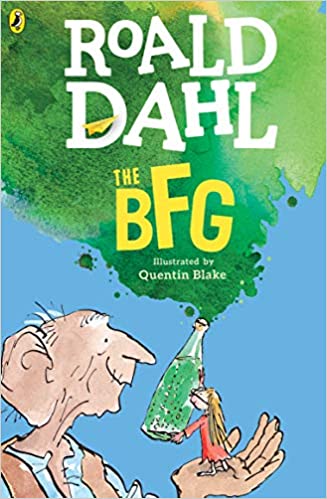 ROALD
DAHL
THE
BFG
Illustrated by
Quentin Blake